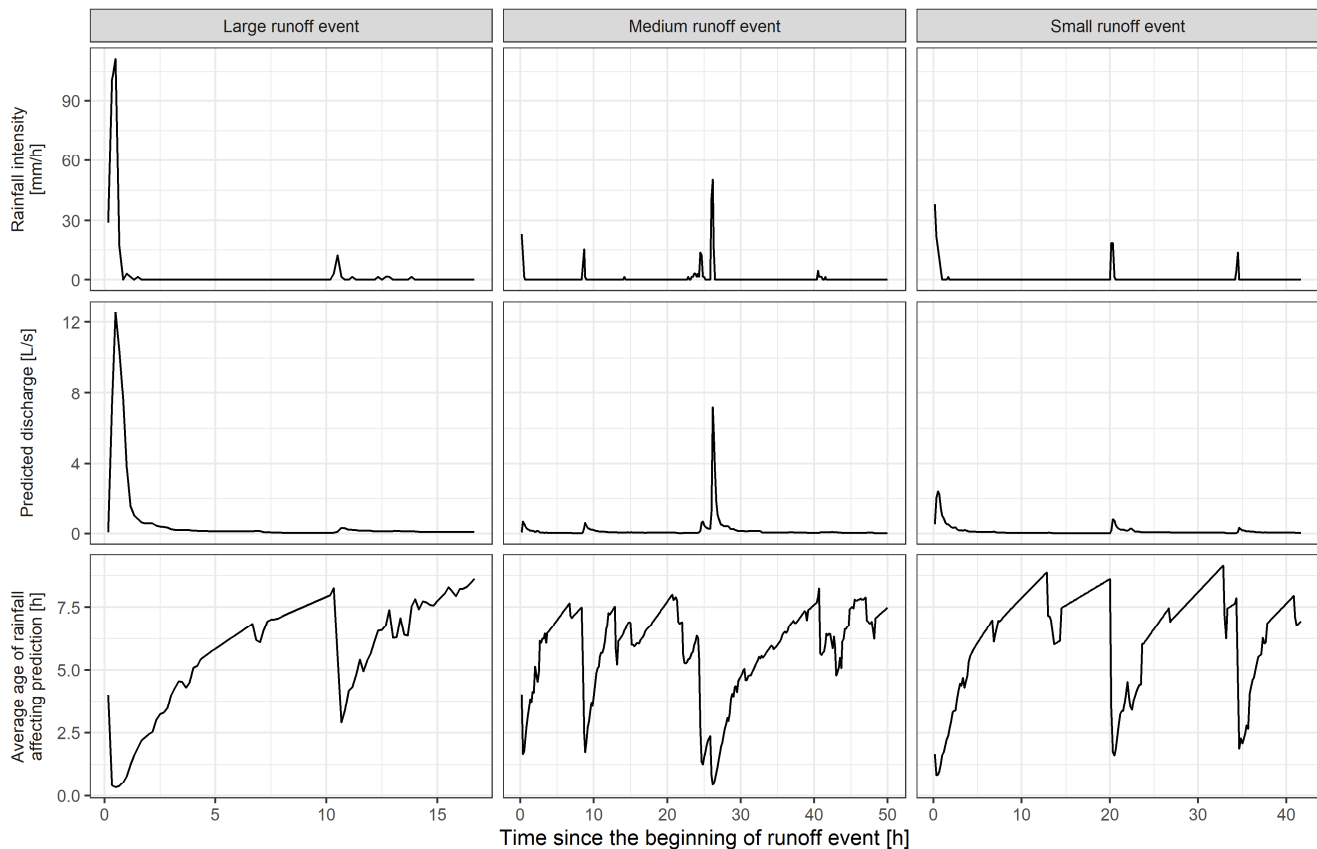 Large runoff event
Medium runoff event
Small runoff event
Rainfall intensity
[mm/h]
90
60
30
0
Predicted discharge [L/s]
12
8
4
0
Average age of rainfall
affecting prediction [h]
7.5
5.0
2.5
0.0
0 5 10 15
0 10 20 30 40 50
0 10 20 30 40
Time since the beginning of runoff event [h]